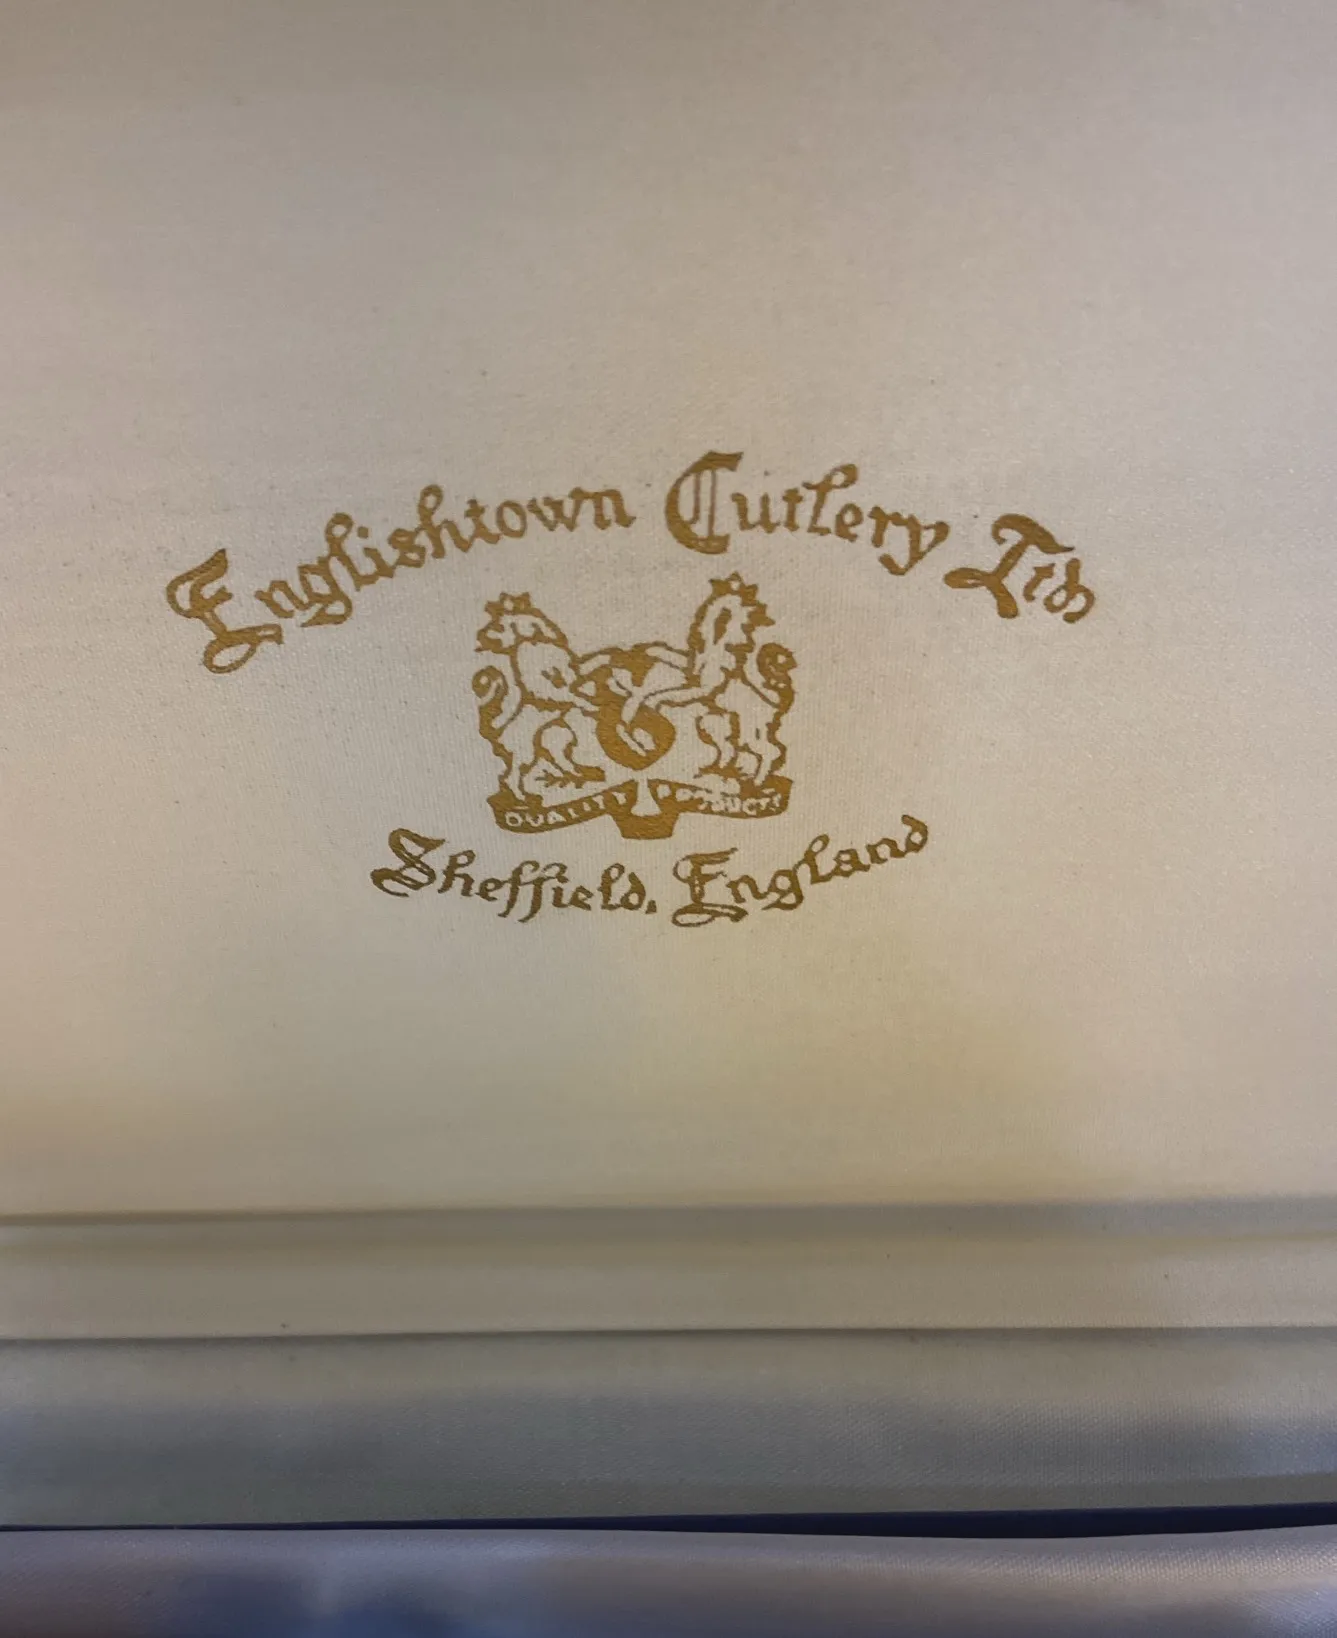 Englishtown Cutlery Ltd
QUALITY PRODUCTS
Sheffield, England